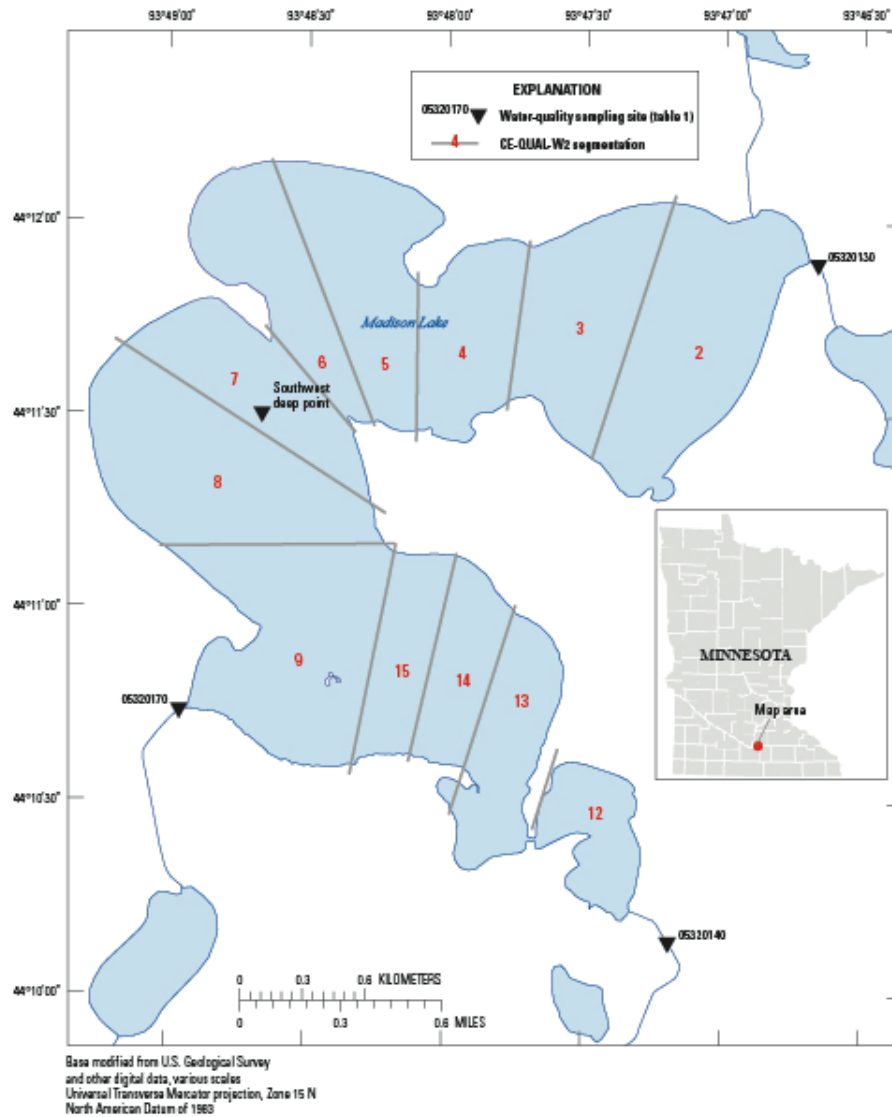 93°49'00" 93°48'30" 93°48'00" 93°47'30" 93°47'00" 93°46'30"
EXPLANATION
05320170 Water-quality sampling site (table 1)
4 CE-QUAL-W2 segmentation
44°12'00"
05320130
Madison Lake
3
2
4
5
6
7
Southwest
deep point
44°11'30"
8
44°11'00"
MINNESOTA
Map area
9
15
14
13
05320170
44°10'30"
12
05320140
44°10'00"
0 0.3 0.6 KILOMETERS
0 0.3 0.6 MILES
Base modified from U.S. Geological Survey
and other digital data, various scales
Universal Transverse Mercator projection, Zone 15 N
North American Datum of 1983